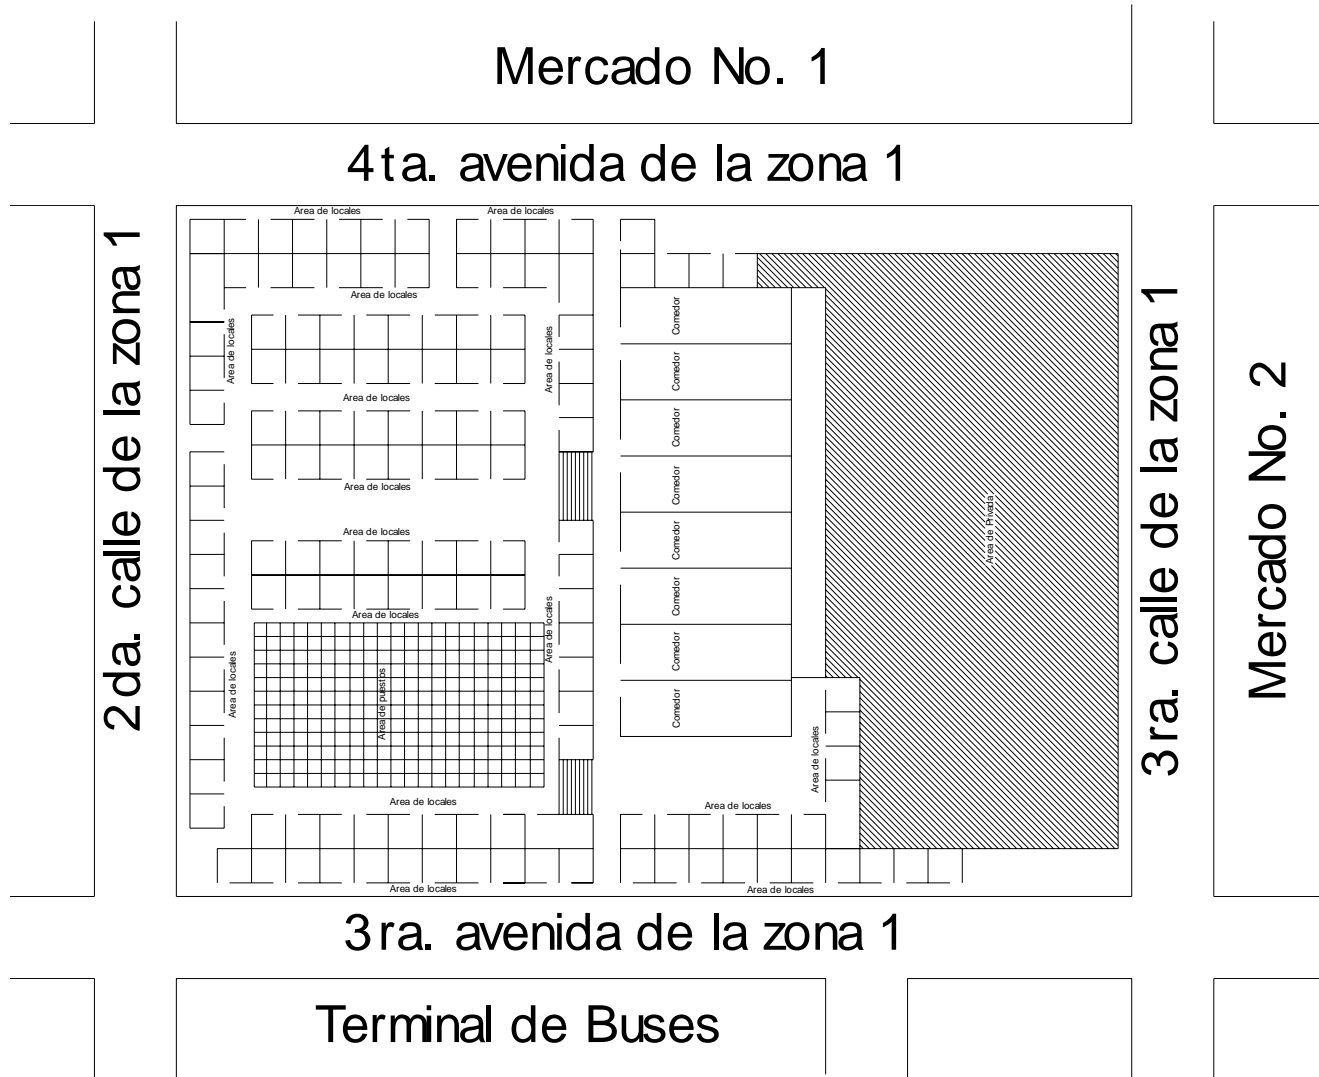 Mercado No. 1
4ta. avenida de la zona 1
Area de locales
Area de locales
2da. calle de la zona 1
Area de locales
Area de locales
Area de locales
Area de locales
Area de locales
Area de locales
Area de locales
Area de locales
Area de locales
Area de locales
Area de puestos
Area de locales
Area de locales
Comedor
Comedor
Comedor
Comedor
Comedor
Comedor
Comedor
Comedor
Area de locales
Area de locales
Area de locales
Area de Privada
3ra. calle de la zona 1
Mercado No. 2
3ra. avenida de la zona 1
Terminal de Buses